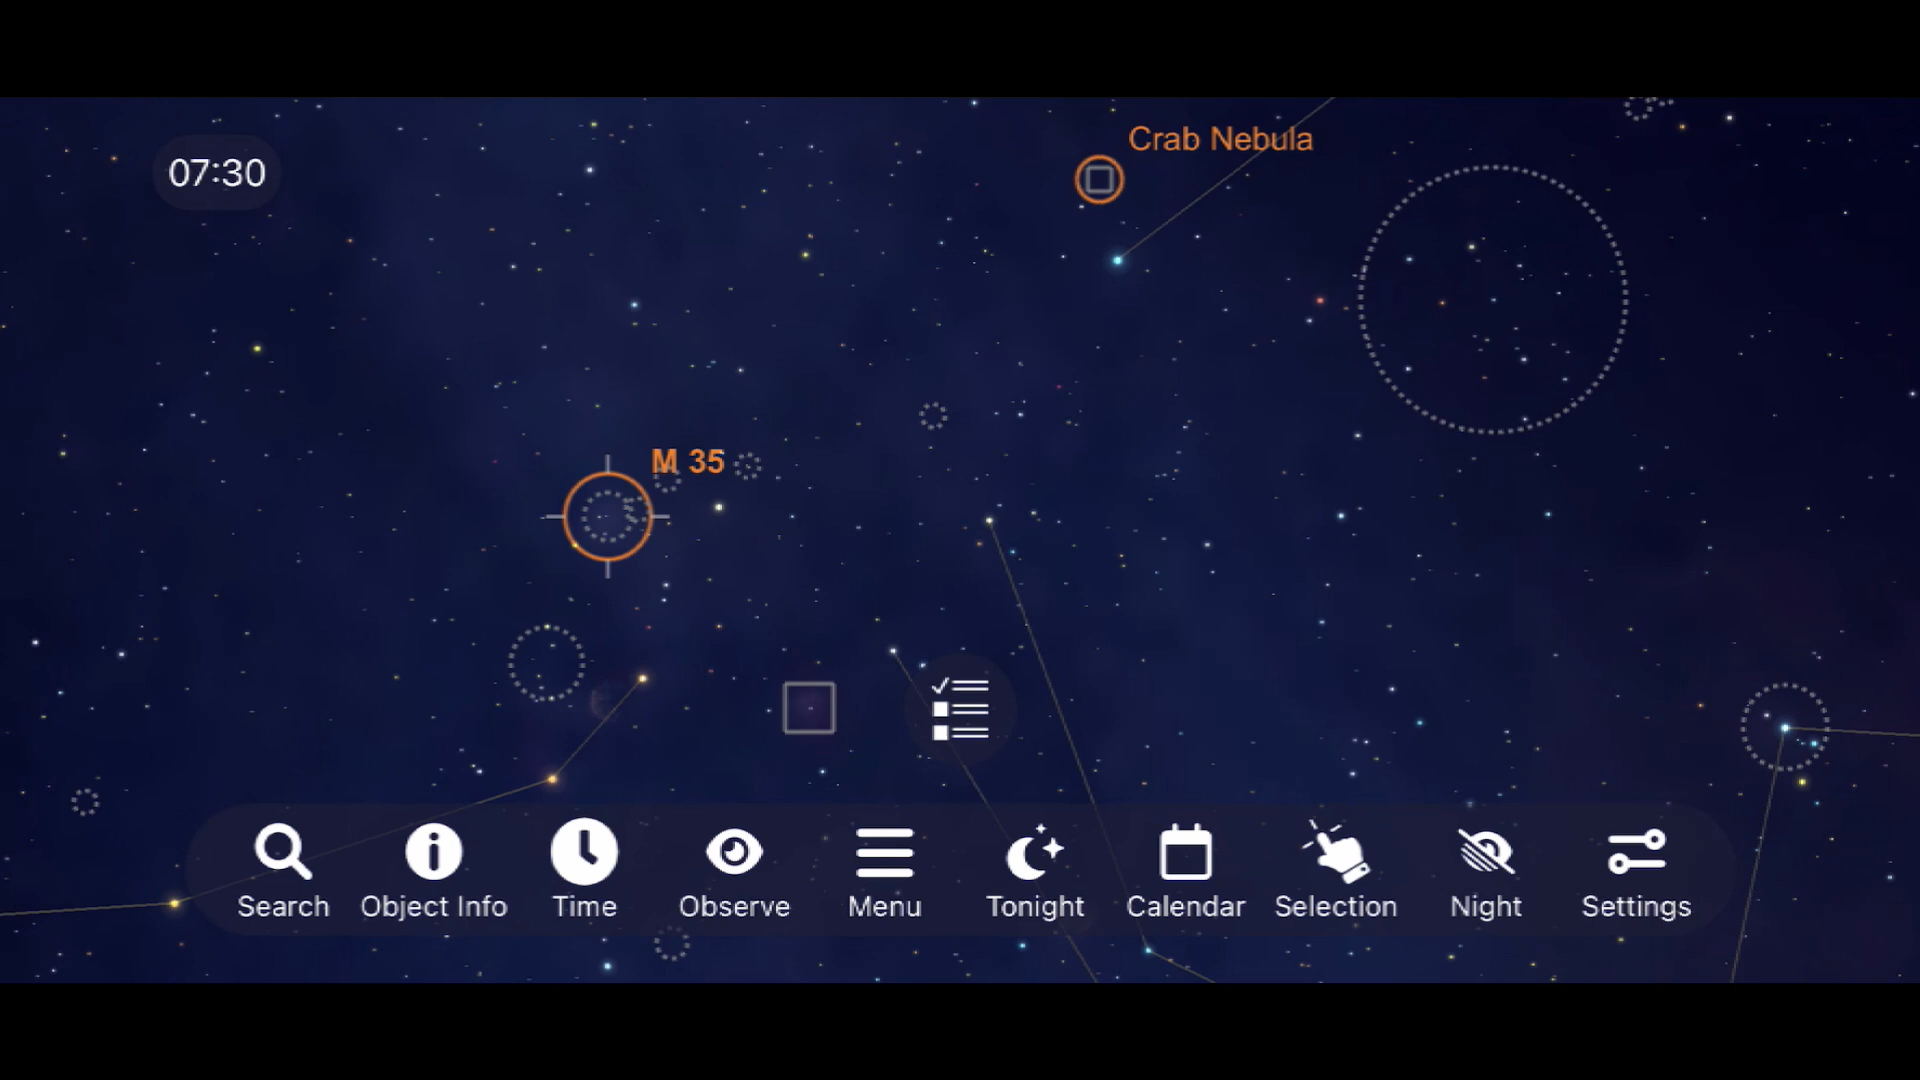 Crab Nebula
07:30
M 35
Search
Object Info
Time
Observe
Menu
Tonight
Calendar
Selection
Night
Settings